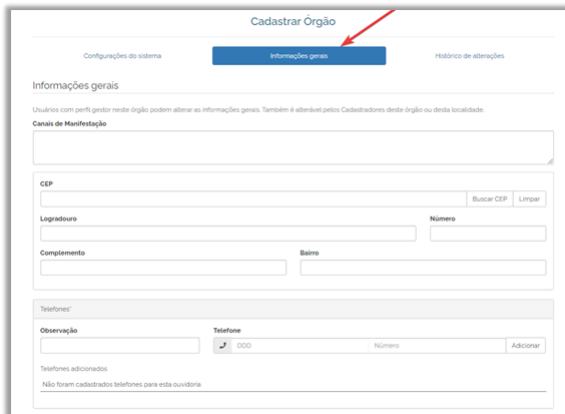 Cadastrar Órgão
Configurações do sistema
Informações gerais
Histórico de alterações
Informações gerais
Usuários com perfil gestor neste órgão podem alterar as informações gerais. Também é alterável pelos Cadastradores deste órgão ou desta localidade.
Canais de Manifestação
CEP
Buscar CEP Limpar
Logradouro Número
Complemento Bairro
Telefones*
Observação Telefone
DDD Número Adicionar
Telefones adicionados
Não foram cadastrados telefones para esta ouvidoria